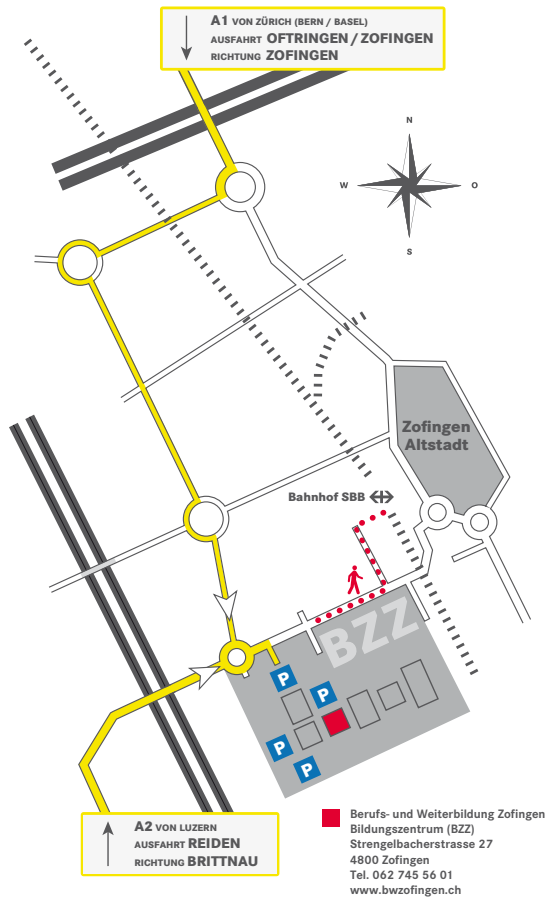 A1 VON ZÜRICH (BERN / BASEL)
AUSFAHRT OFTRINGEN / ZOFINGEN
RICHTUNG ZOFINGEN
N
W
O
S
Zofingen
Altstadt
Bahnhof SBB
BZZ
P
P
P
P
A2 VON LUZERN
AUSFAHRT REIDEN
RICHTUNG BRITTNAU
Berufs- und Weiterbildung Zofingen
Bildungszentrum (BZZ)
Strengelbacherstrasse 27
4800 Zofingen
Tel. 062 745 56 01
www.bwzofingen.ch